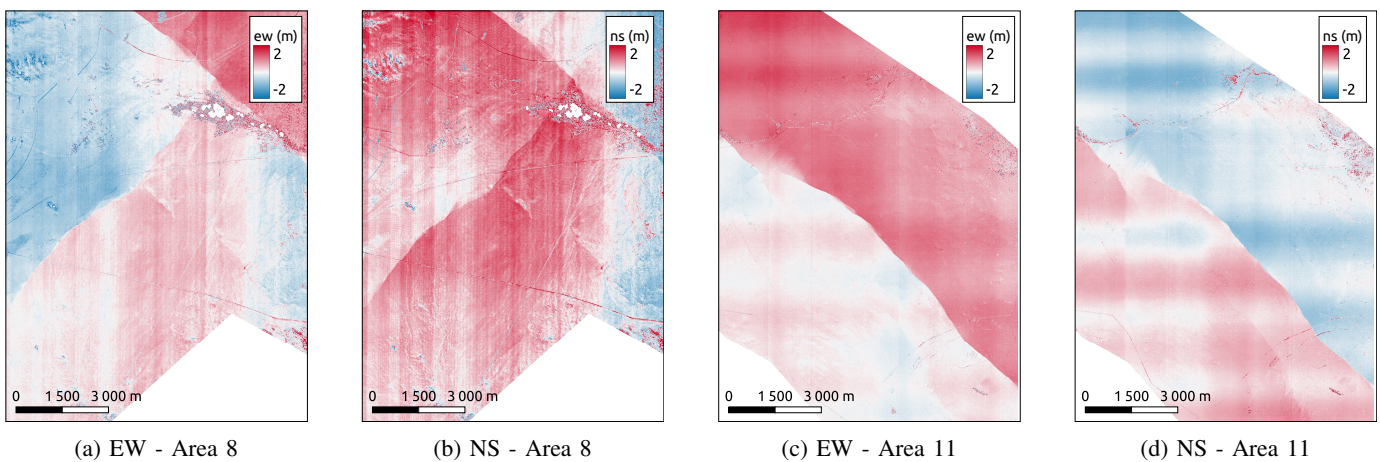 ew (m)
2
-2
0 1 500 3 000 m
(a) EW - Area 8
ns (m)
2
-2
0 1 500 3 000 m
(b) NS - Area 8
ew (m)
2
-2
0 1 500 3 000 m
(c) EW - Area 11
ns (m)
2
-2
0 1 500 3 000 m
(d) NS - Area 11